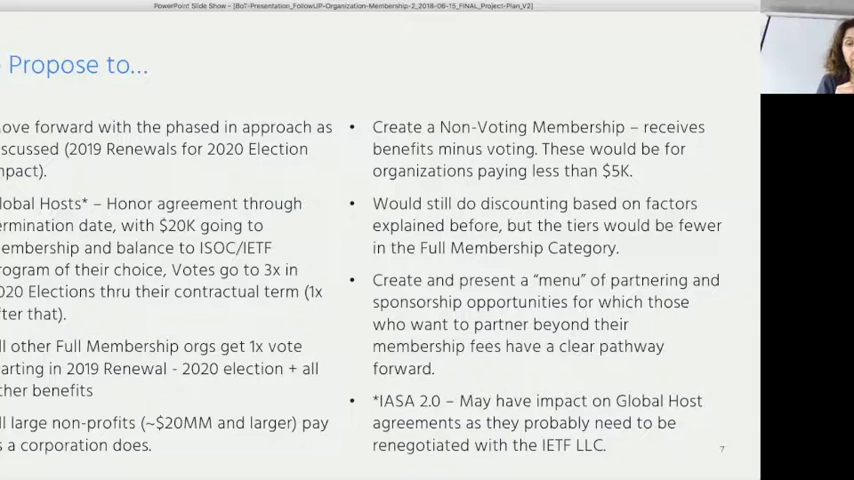 PowerPoint Slide Show - [BoT-Presentation_FollowUP-Organization-Membership-2_2018-06-15_FINAL_Project-Plan_V2]
Propose to...
ove forward with the phased in approach as
scussed (2019 Renewals for 2020 Election
mpact).
lobal Hosts* – Honor agreement through
ermination date, with $20K going to
embership and balance to ISOC/IETF
rogram of their choice, Votes go to 3x in
020 Elections thru their contractual term (1x
fter that).
ll other Full Membership orgs get 1x vote
tarting in 2019 Renewal - 2020 election + all
ther benefits
ll large non-profits (~$20MM and larger) pay
s a corporation does.
• Create a Non-Voting Membership – receives
benefits minus voting. These would be for
organizations paying less than $5K.
• Would still do discounting based on factors
explained before, but the tiers would be fewer
in the Full Membership Category.
• Create and present a “menu” of partnering and
sponsorship opportunities for which those
who want to partner beyond their
membership fees have a clear pathway
forward.
• *IASA 2.0 – May have impact on Global Host
agreements as they probably need to be
renegotiated with the IETF LLC.
7